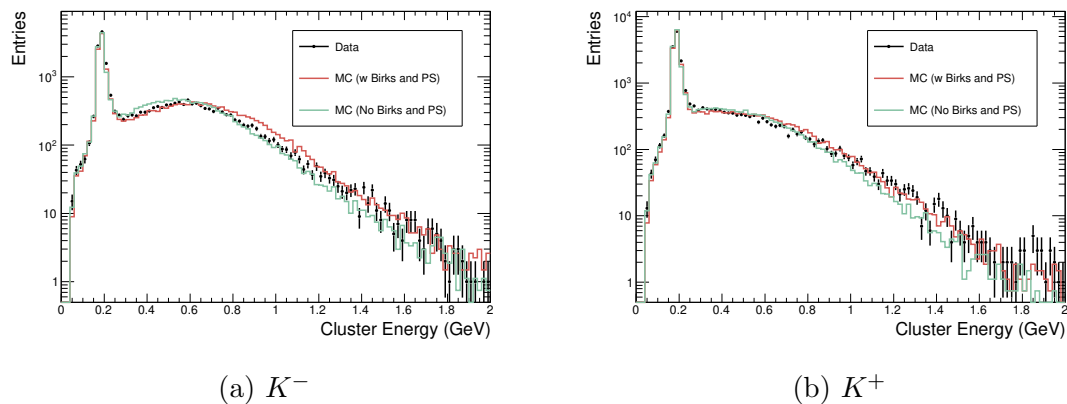 Entries
10³
10²
10
1
Data
MC (w Birks and PS)
MC (No Birks and PS)
0 0.2 0.4 0.6 0.8 1 1.2 1.4 1.6 1.8 2
Cluster Energy (GeV)
(a) K⁻
Entries
10⁴
10³
10²
10
1
Data
MC (w Birks and PS)
MC (No Birks and PS)
0 0.2 0.4 0.6 0.8 1 1.2 1.4 1.6 1.8 2
Cluster Energy (GeV)
(b) K⁺